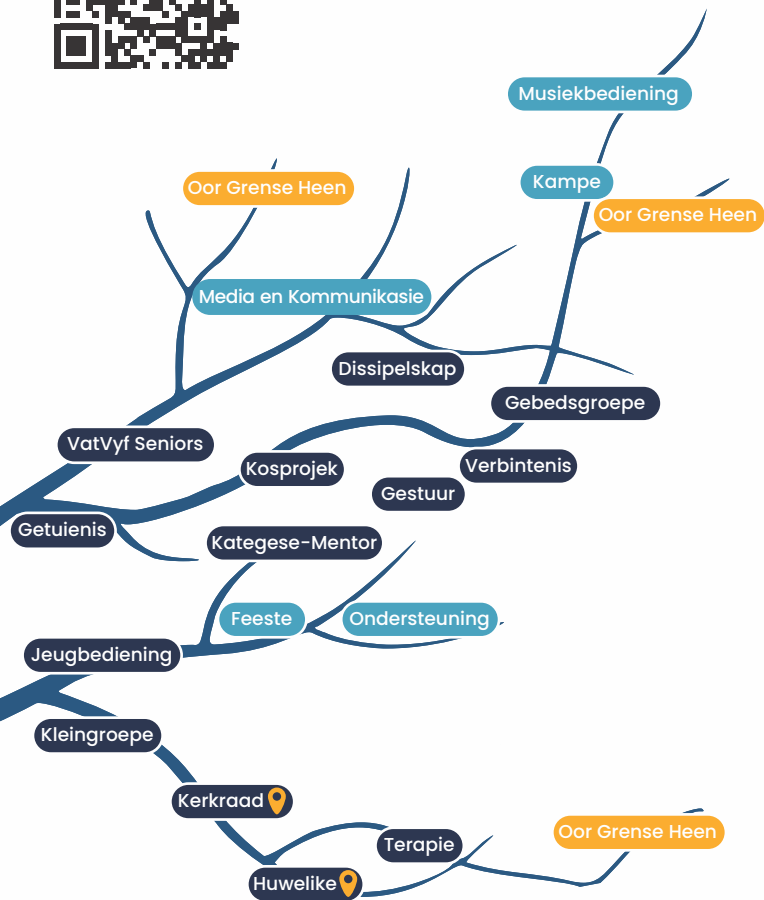 Musiekbediening
Kampe
Oor Grense Heen
Oor Grense Heen
Media en Kommunikasie
Dissipelskap
Gebedsgroepe
VatVyf Seniors
Kosprojek
Verbintenis
Gestuur
Getuienis
Kategese-Mentor
Feeste
Ondersteuning
Jeugbediening
Kleingroepe
Kerkraad
Oor Grense Heen
Terapie
Huwelike